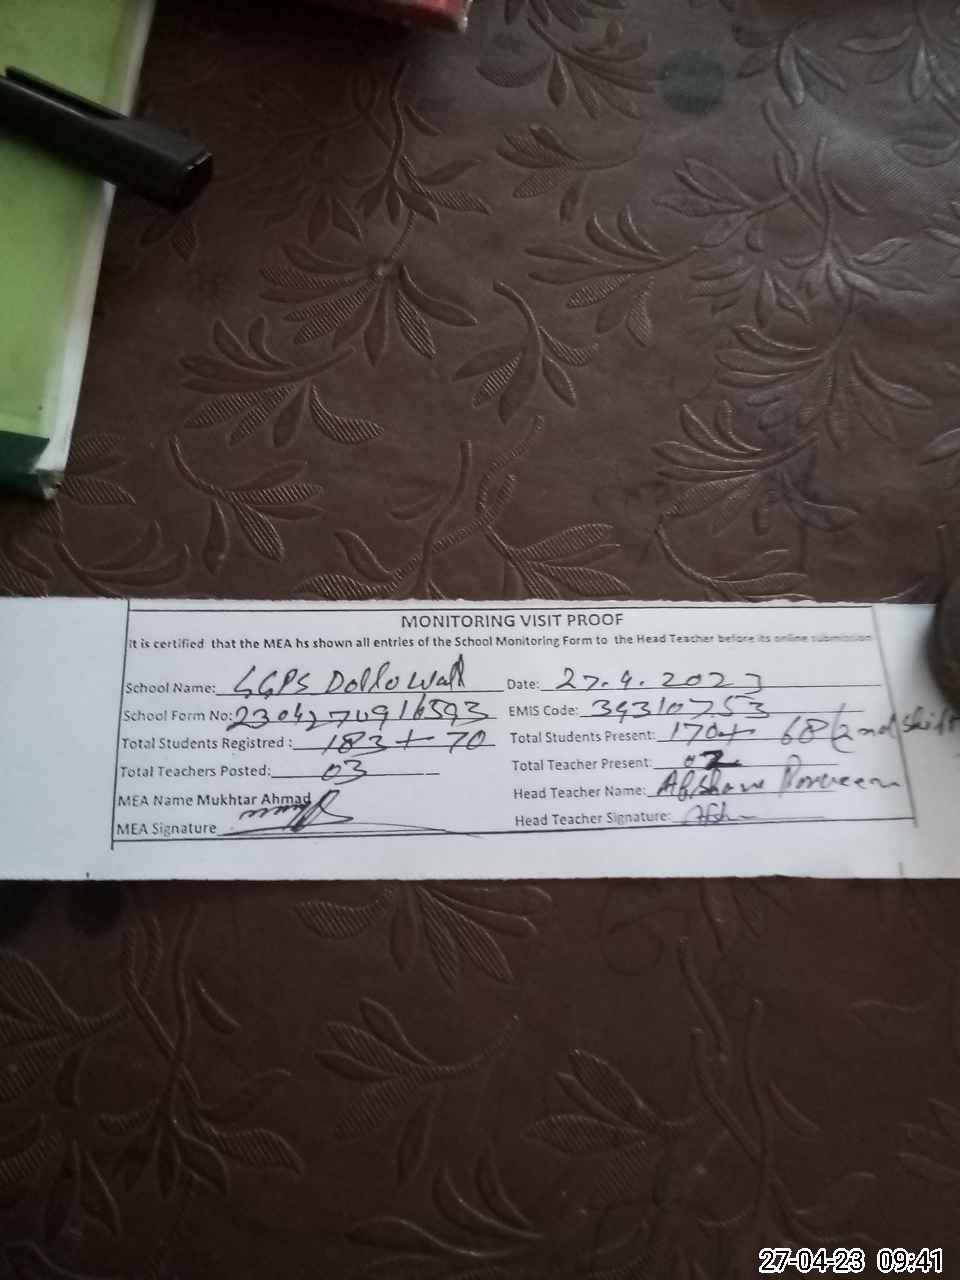 MONITORING VISIT PROOF
It is certified that the MEA hs shown all entries of the School Monitoring Form to the Head Teacher before its online submission
School Name: GGPS Dollowali Date: 27.4.2023
School Form No: EMIS Code: 34310753
Total Students Registered : 183 + 70 Total Students Present: 170 + 68 (2nd shift
Total Teachers Posted: 03 Total Teacher Present: 02
MEA Name Mukhtar Ahmad Head Teacher Name: Afshan Parveen
MEA Signature Head Teacher Signature: Afsh
27-04-23 09:41